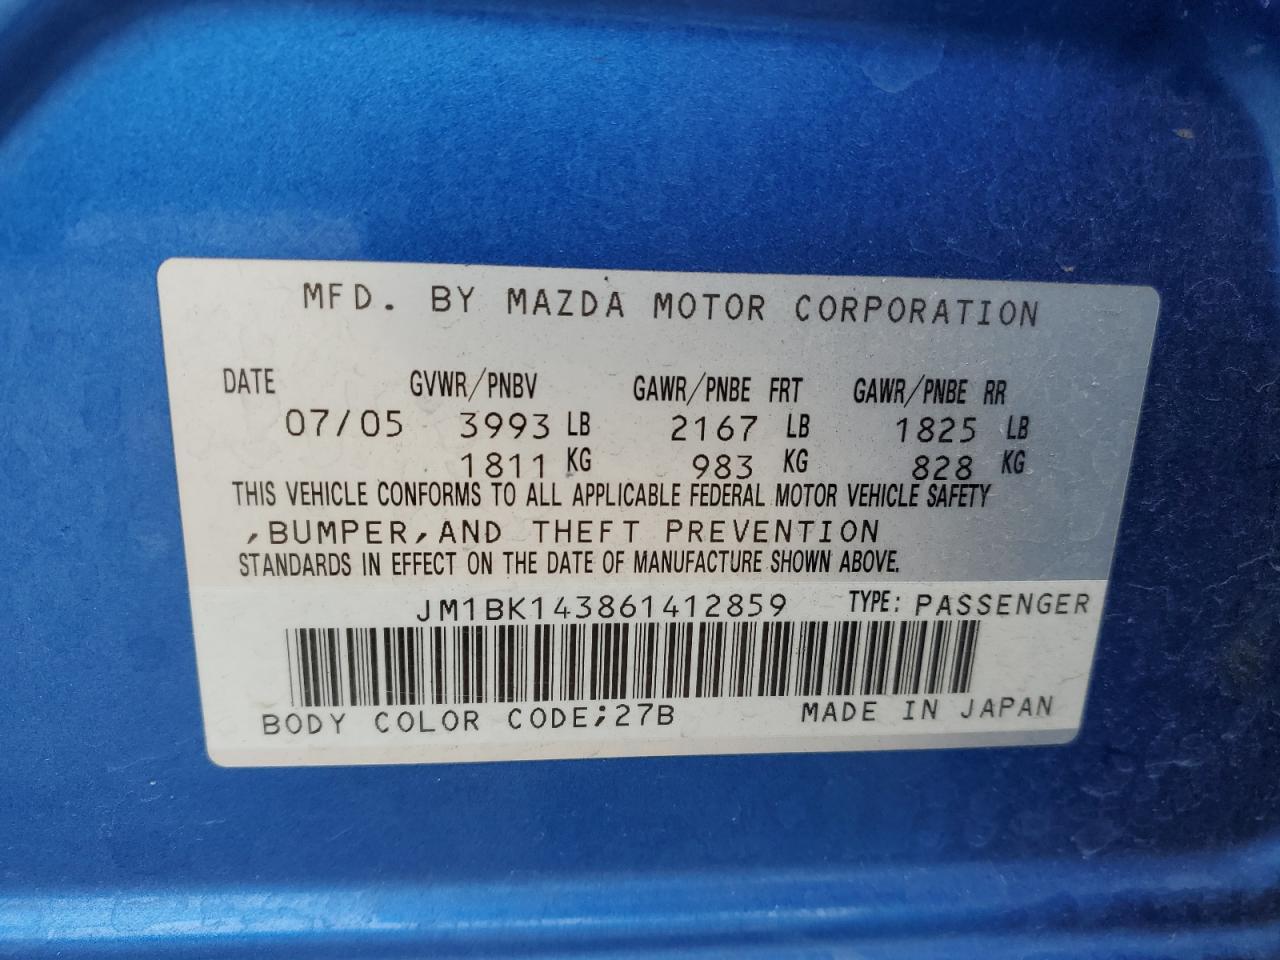 MFD. BY MAZDA MOTOR CORPORATION
DATE GVWR/PNBV GAWR/PNBE FRT GAWR/PNBE RR
07/05 3993 LB 2167 LB 1825 LB
1811 KG 983 KG 828 KG
THIS VEHICLE CONFORMS TO ALL APPLICABLE FEDERAL MOTOR VEHICLE SAFETY
,BUMPER,AND THEFT PREVENTION
STANDARDS IN EFFECT ON THE DATE OF MANUFACTURE SHOWN ABOVE.
JM1BK143861412859 TYPE: PASSENGER
BODY COLOR CODE;27B MADE IN JAPAN